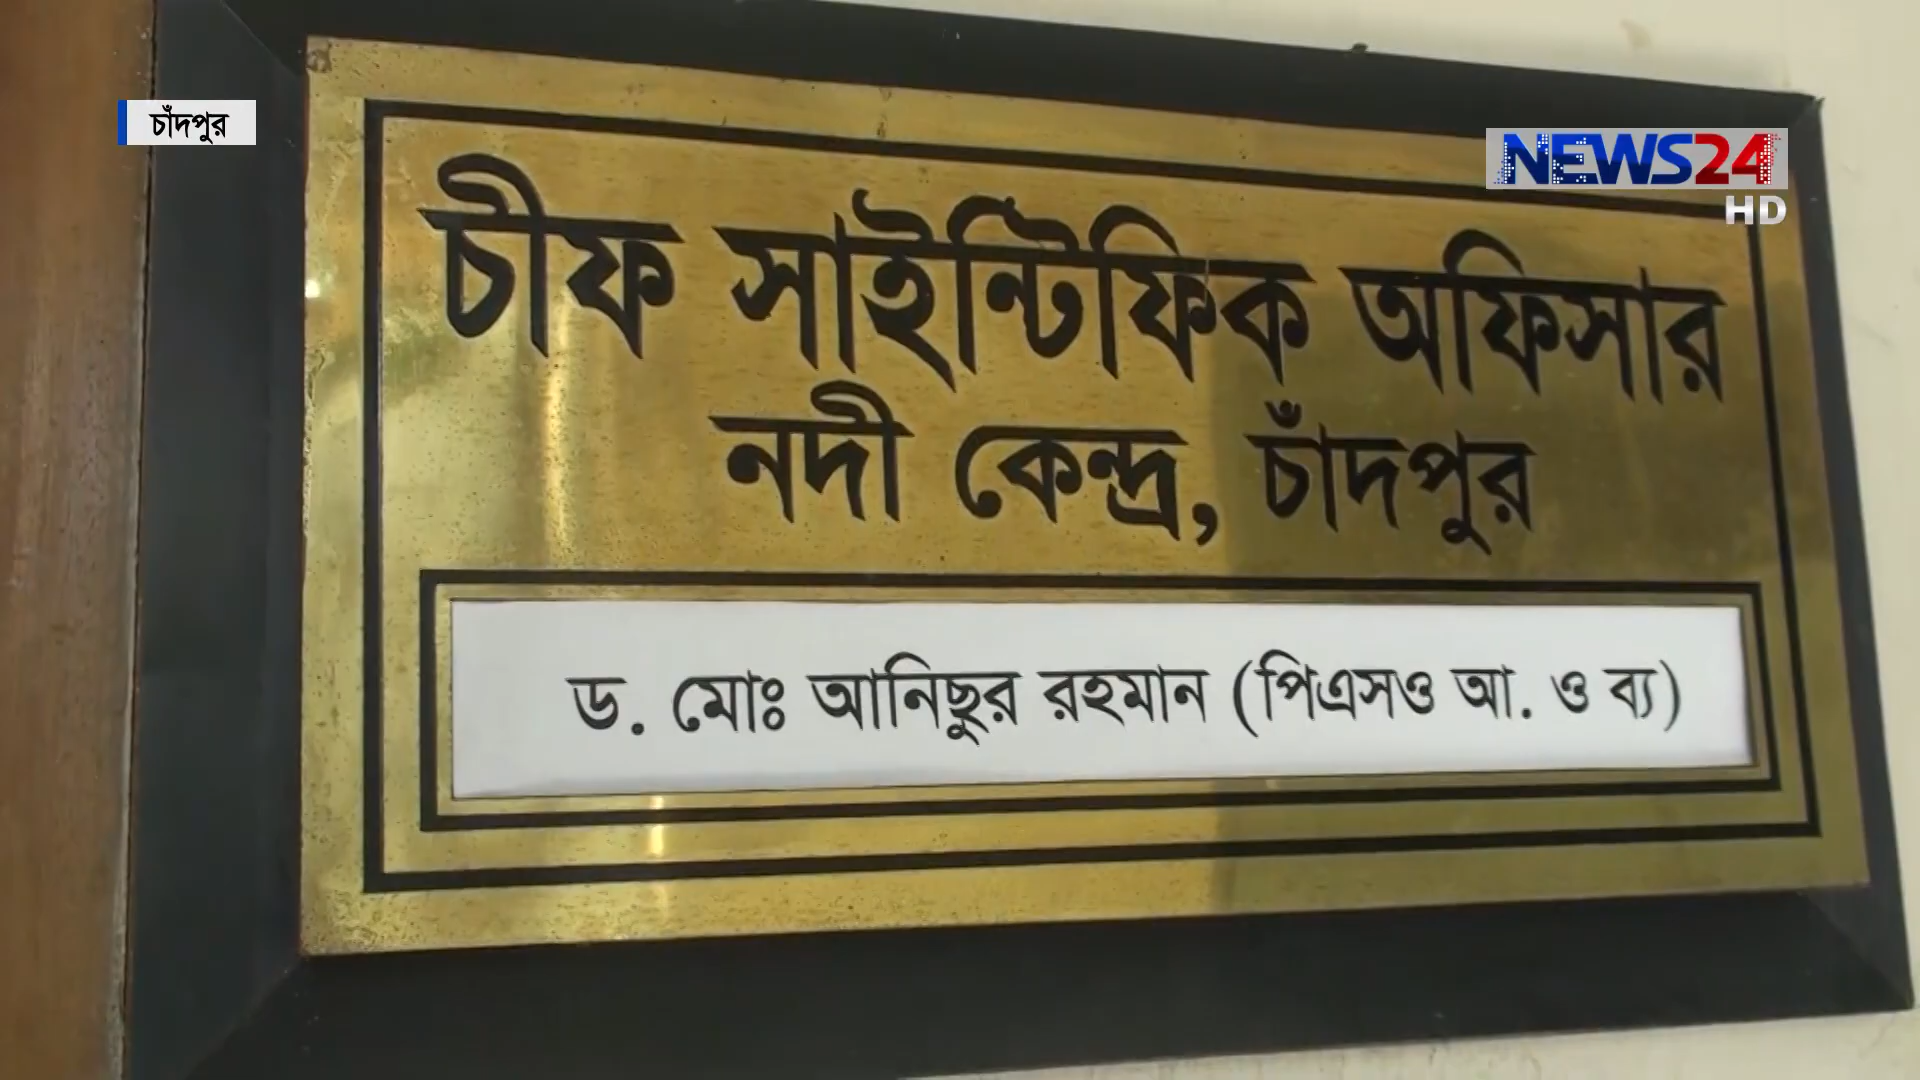 চাঁদপুর
NEWS24
HD
চীফ সাইন্টিফিক অফিসার
নদী কেন্দ্র, চাঁদপুর
ড. মোঃ আনিছুর রহমান (পিএসও আ. ও ব্য)